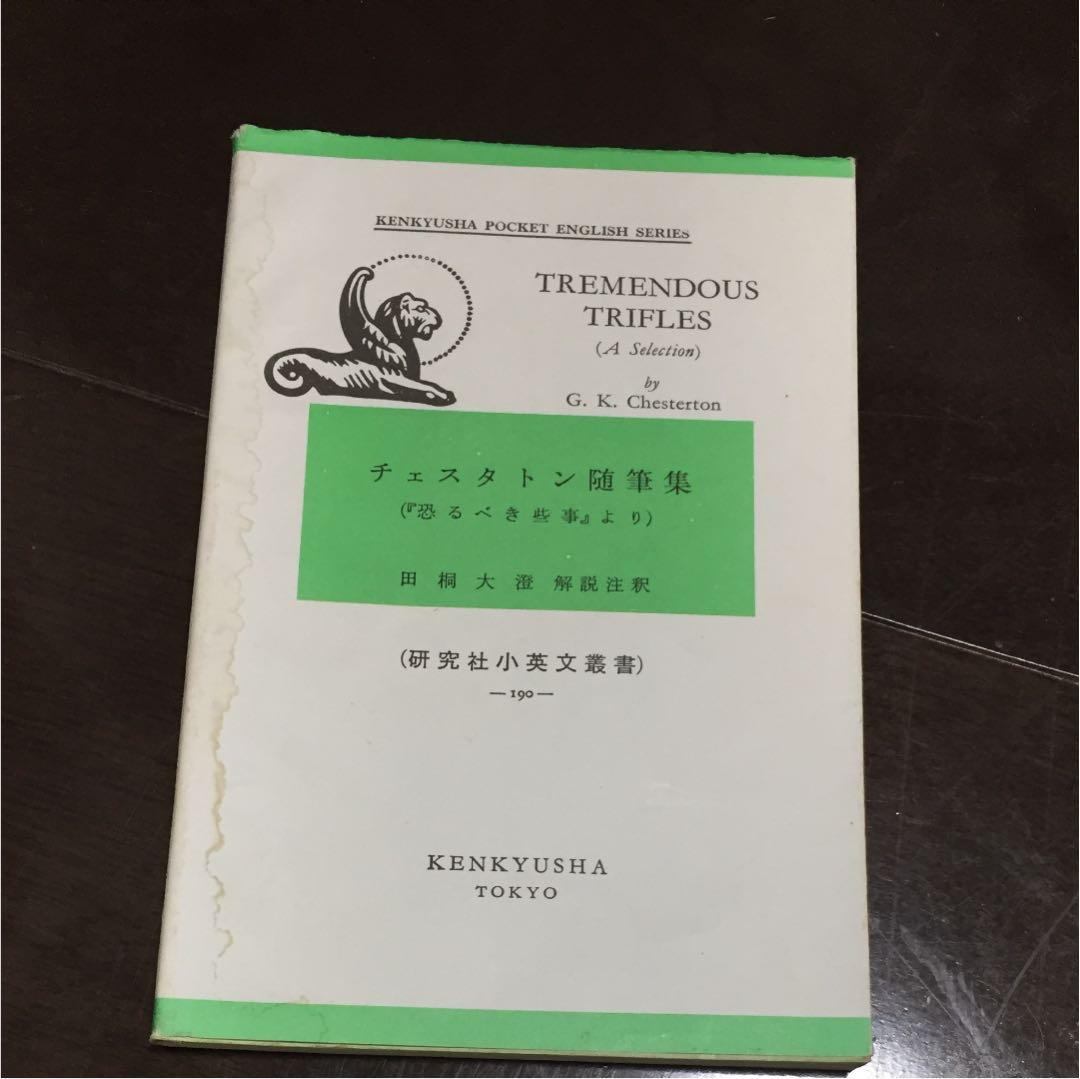 KENKYUSHA POCKET ENGLISH SERIES
TREMENDOUS
TRIFLES
(A Selection)
by
G. K. Chesterton
チェスタトン随筆集
(『恐るべき些事』より)
田桐大澄 解説注釈
(研究社小英文叢書)
—190—
KENKYUSHA
TOKYO